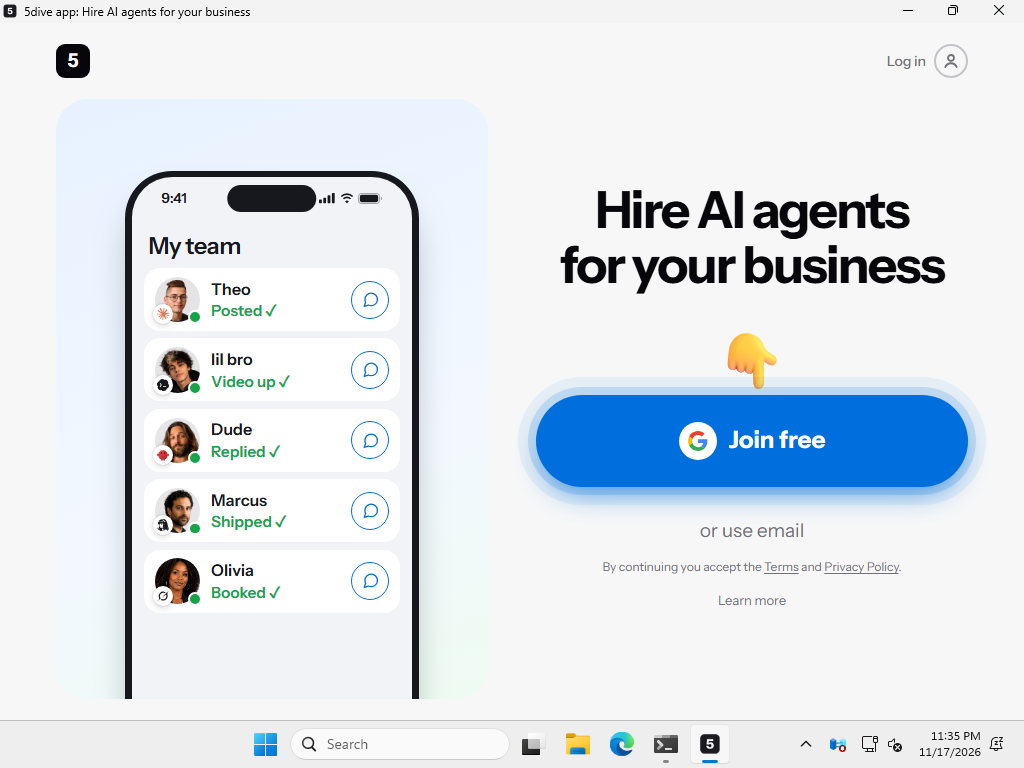 5 5dive app: Hire AI agents for your business
5
Log in
9:41
My team
Theo
Posted ✓
lil bro
Video up ✓
Dude
Replied ✓
Marcus
Shipped ✓
Olivia
Booked ✓
Hire AI agents
for your business
G Join free
or use email
By continuing you accept the Terms and Privacy Policy.
Learn more
Search
5
11:35 PM
11/17/2026